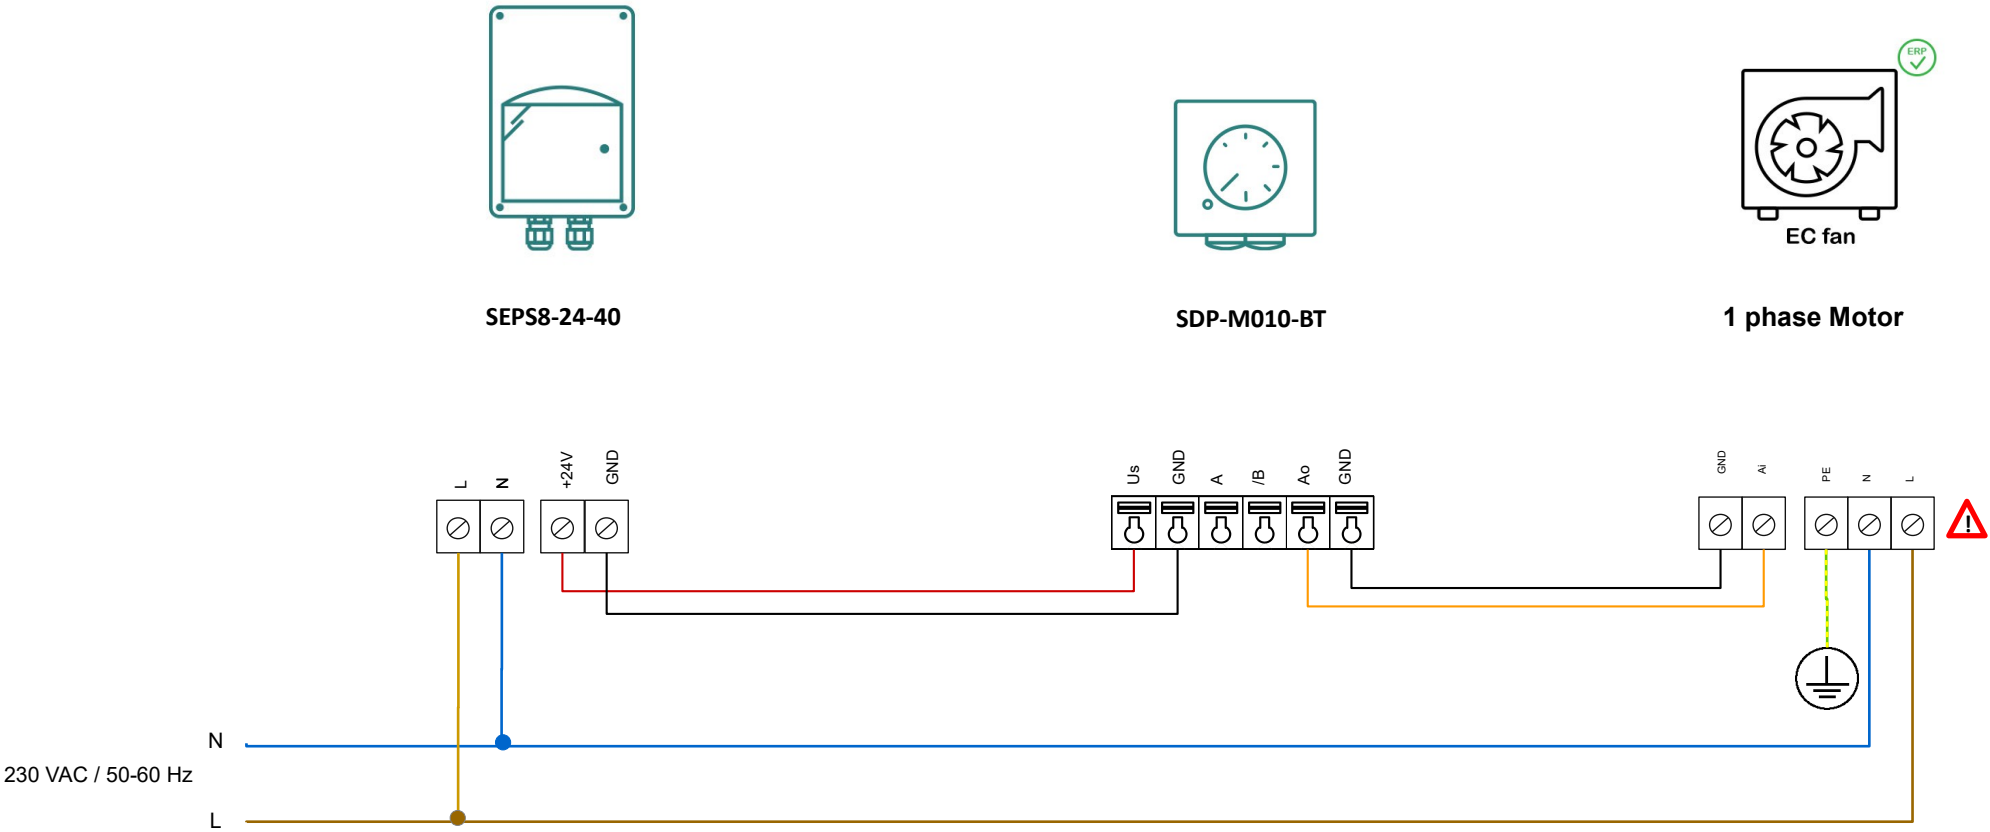 ERP
EC fan
SEPS8-24-40
SDP-M010-BT
1 phase Motor
L N +24V GND
Us GND A /B Ao GND
GND Ai PE N L
!
N
230 VAC / 50-60 Hz
L